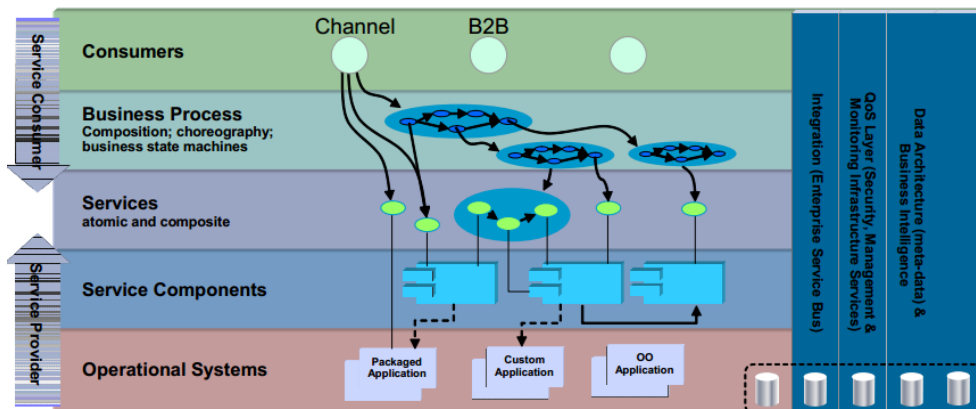 Service Consumer
Service Provider
Channel
B2B
Consumers
Business Process
Composition; choreography;
business state machines
Services
atomic and composite
Service Components
Operational Systems
Packaged
Application
Custom
Application
OO
Application
Integration (Enterprise Service Bus)
QoS Layer (Security, Management &
Monitoring Infrastructure Services)
Data Architecture (meta-data) &
Business Intelligence